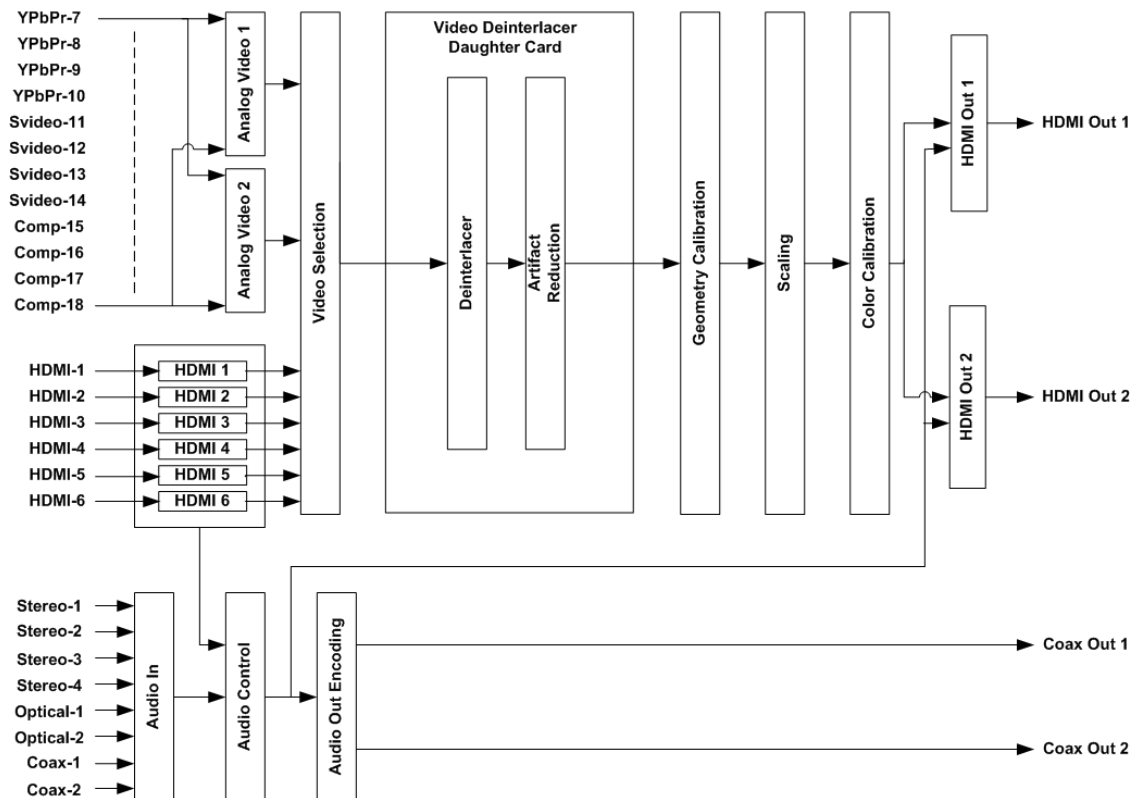 YPbPr-7
YPbPr-8
YPbPr-9
YPbPr-10
Svideo-11
Svideo-12
Svideo-13
Svideo-14
Comp-15
Comp-16
Comp-17
Comp-18
HDMI-1
HDMI-2
HDMI-3
HDMI-4
HDMI-5
HDMI-6
Analog Video 1
Analog Video 2
HDMI 1
HDMI 2
HDMI 3
HDMI 4
HDMI 5
HDMI 6
Video Selection
Video Deinterlacer
Daughter Card
Deinterlacer
Artifact
Reduction
Geometry Calibration
Scaling
Color Calibration
HDMI Out 1
HDMI Out 1
HDMI Out 2
HDMI Out 2
Stereo-1
Stereo-2
Stereo-3
Stereo-4
Optical-1
Optical-2
Coax-1
Coax-2
Audio In
Audio Control
Audio Out Encoding
Coax Out 1
Coax Out 2